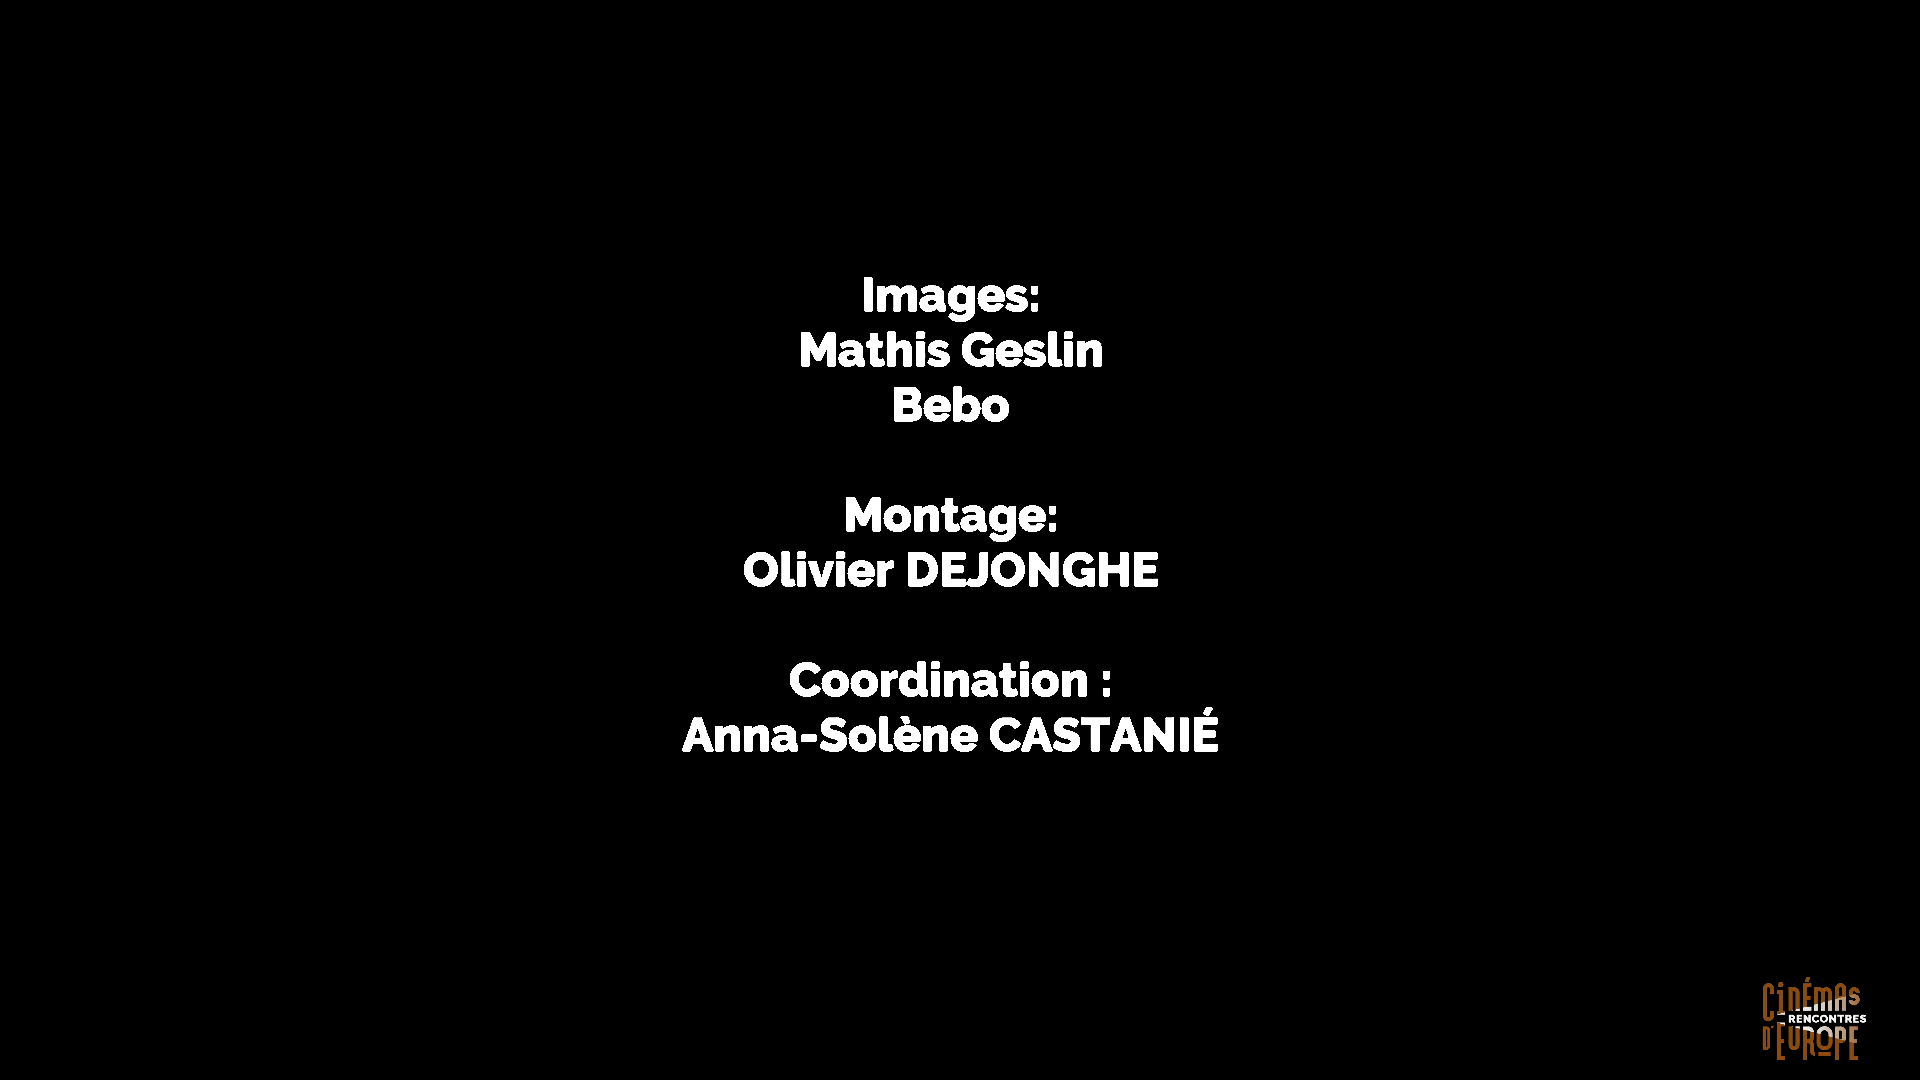 Images:
Mathis Geslin
Bebo
Montage:
Olivier DEJONGHE
Coordination :
Anna-Solène CASTANIÉ
CinÉmAs
RENCONTRES
D'EUROPE